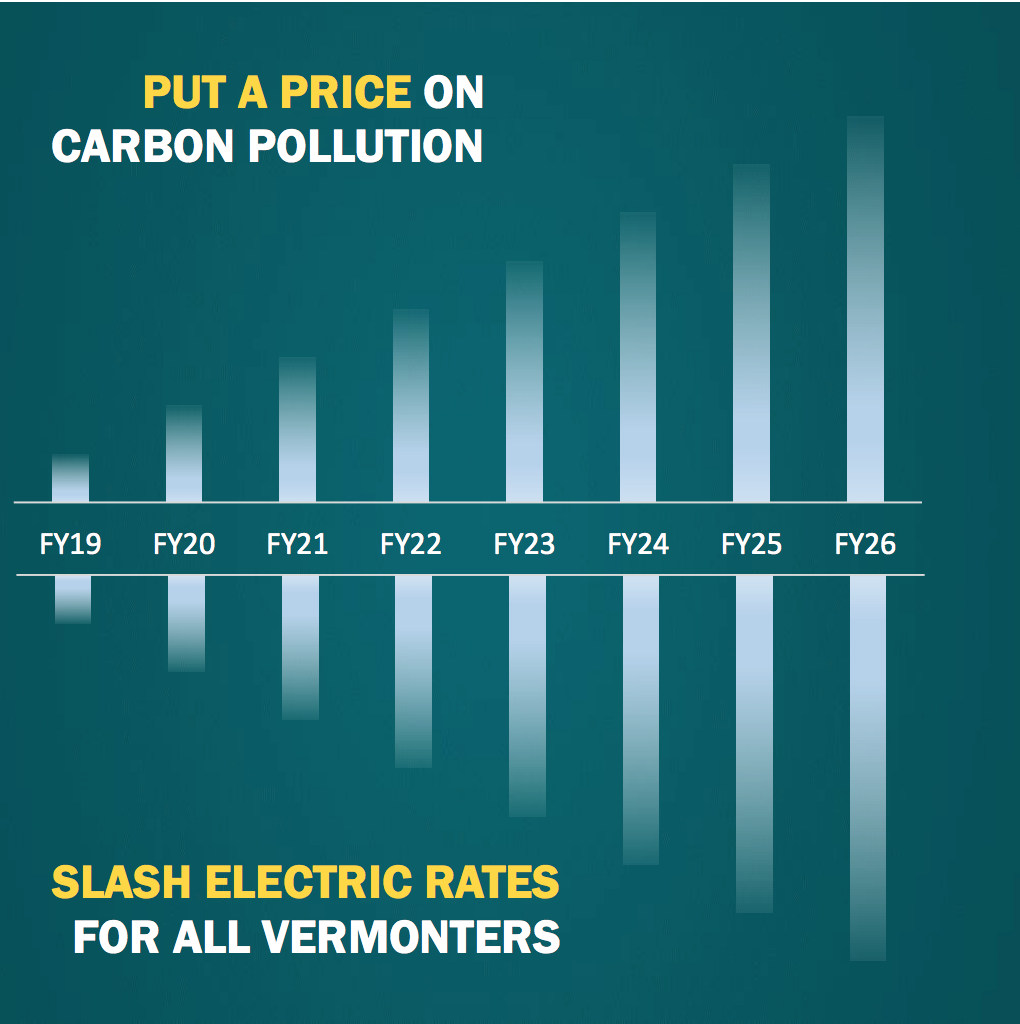 PUT A PRICE ON
CARBON POLLUTION
FY19 FY20 FY21 FY22 FY23 FY24 FY25 FY26
SLASH ELECTRIC RATES
FOR ALL VERMONTERS